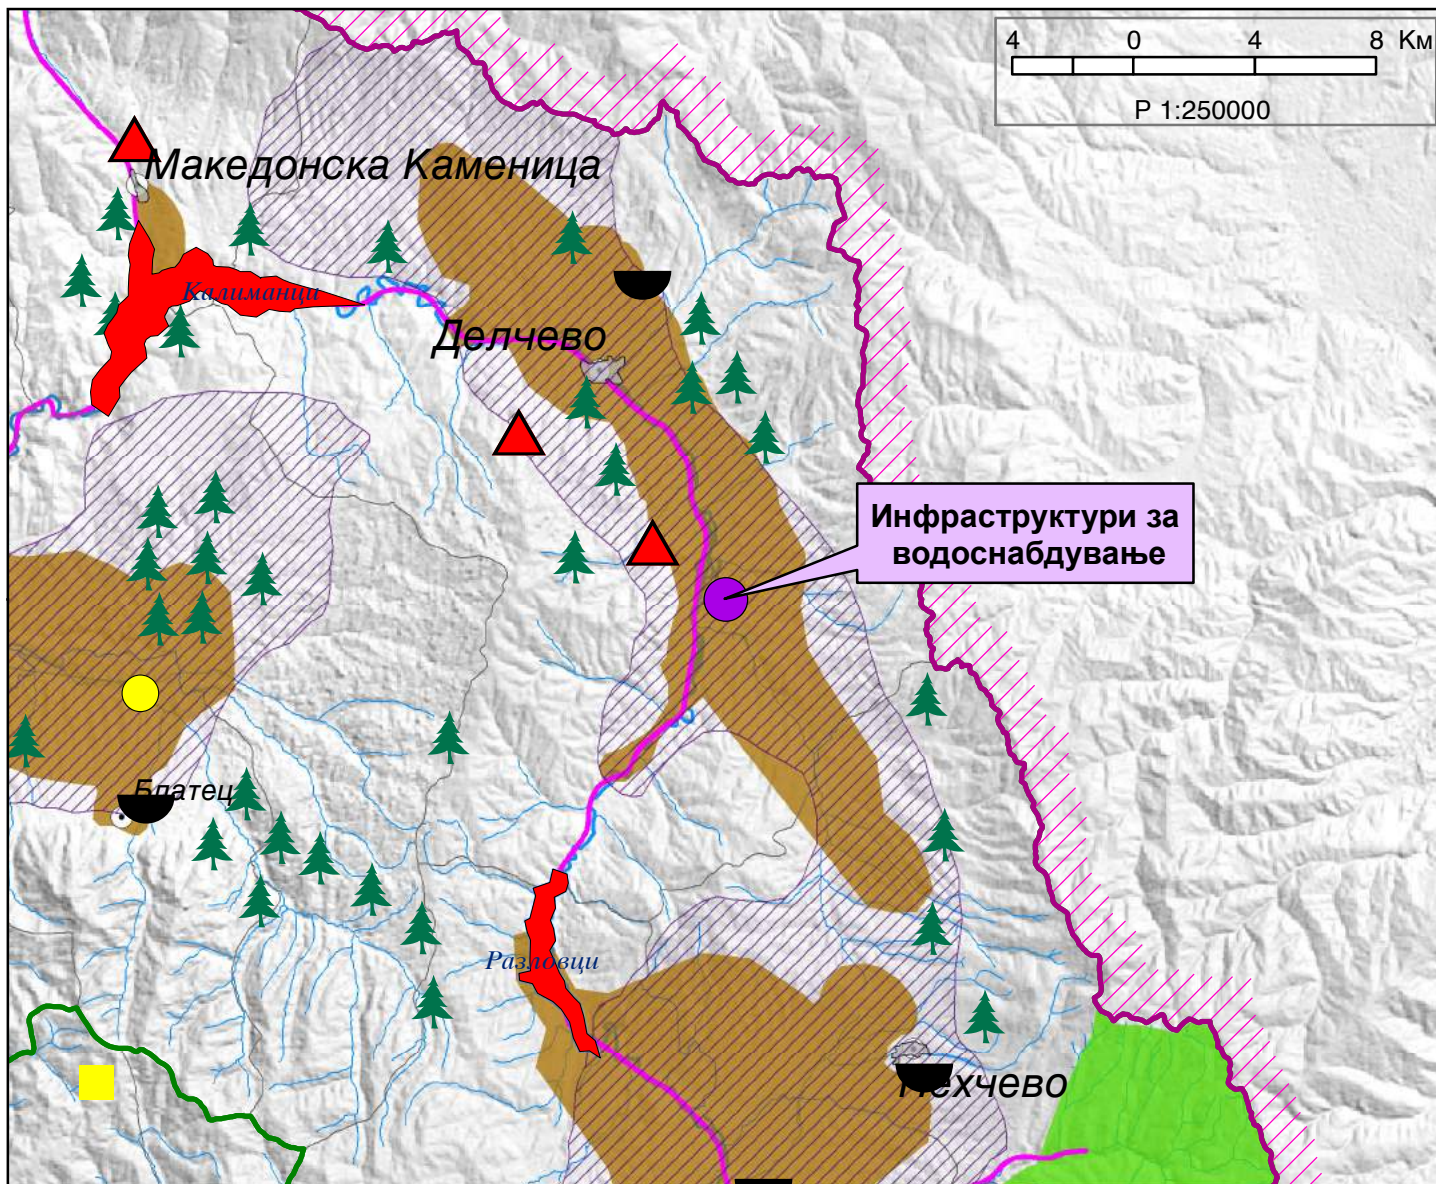 4 0 4 8 Км
Р 1:250000
Македонска Каменица
Калиманци
Делчево
Инфраструктури за
водоснабдување
Блатец
Разловци
Пехчево